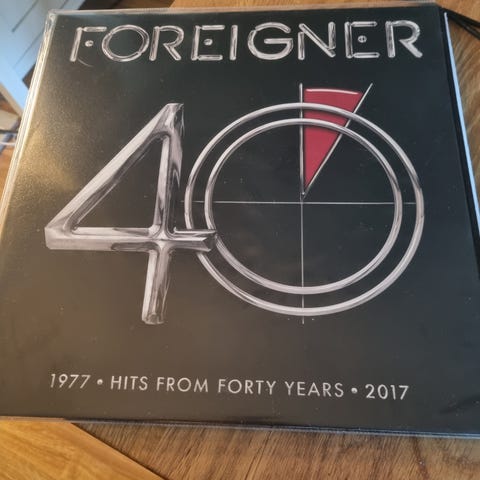 FOREIGNER
40
1977 • HITS FROM FORTY YEARS • 2017